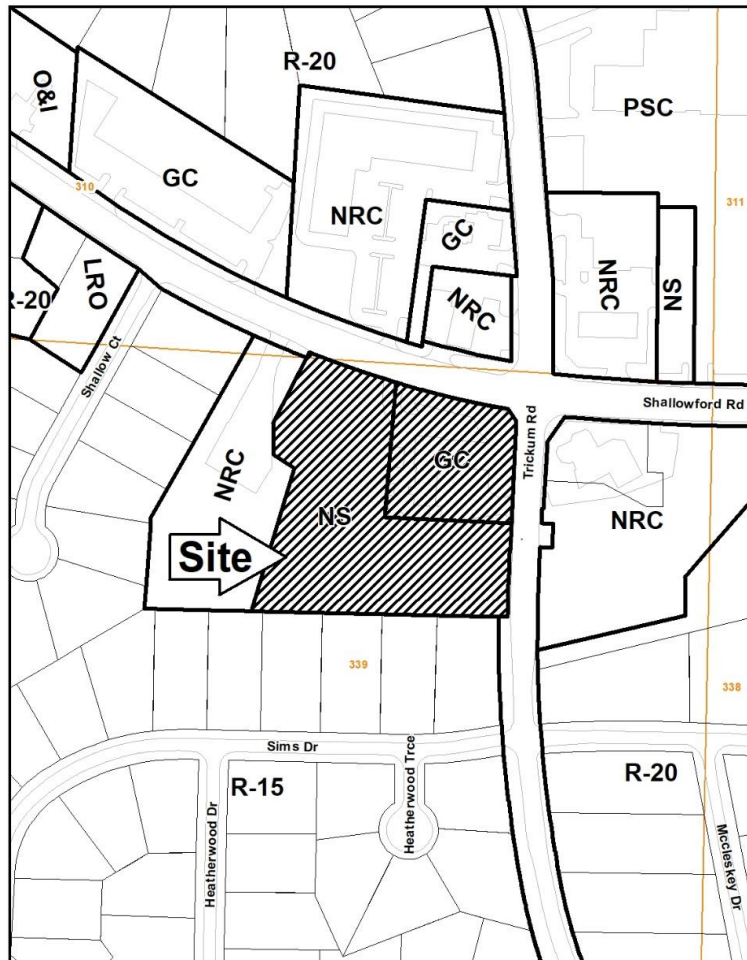 R-20
O&I
PSC
GC
310
311
NRC
GC
NRC
NRC
NS
LRO
R-20
Shallow Ct
Shallowford Rd
Trickum Rd
GC
NRC
NS
NRC
Site
339
338
Sims Dr
Heatherwood Trce
R-15
R-20
Heatherwood Dr
Mccleskey Dr